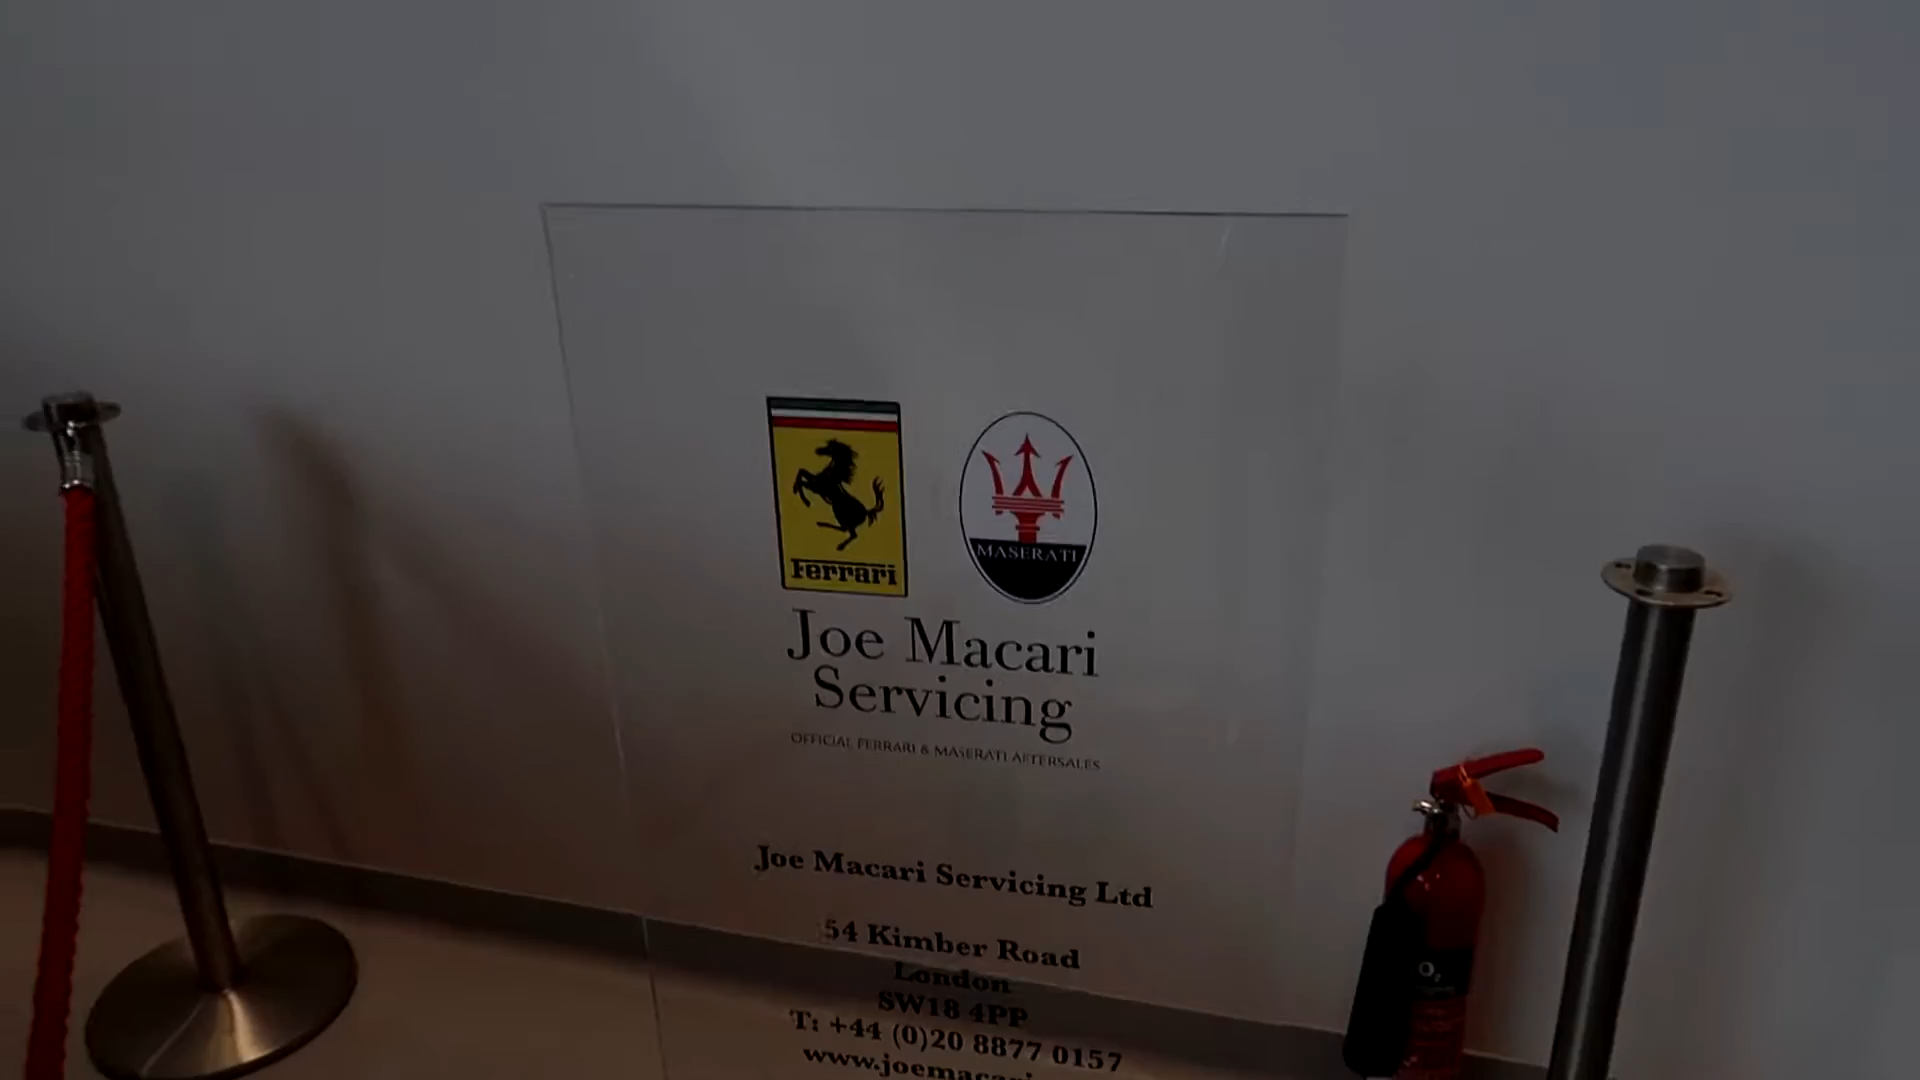 Ferrari
MASERATI
Joe Macari
Servicing
OFFICIAL FERRARI & MASERATI AFTERSALES
Joe Macari Servicing Ltd
54 Kimber Road
London
SW18 4PP
T: +44 (0)20 8877 0157